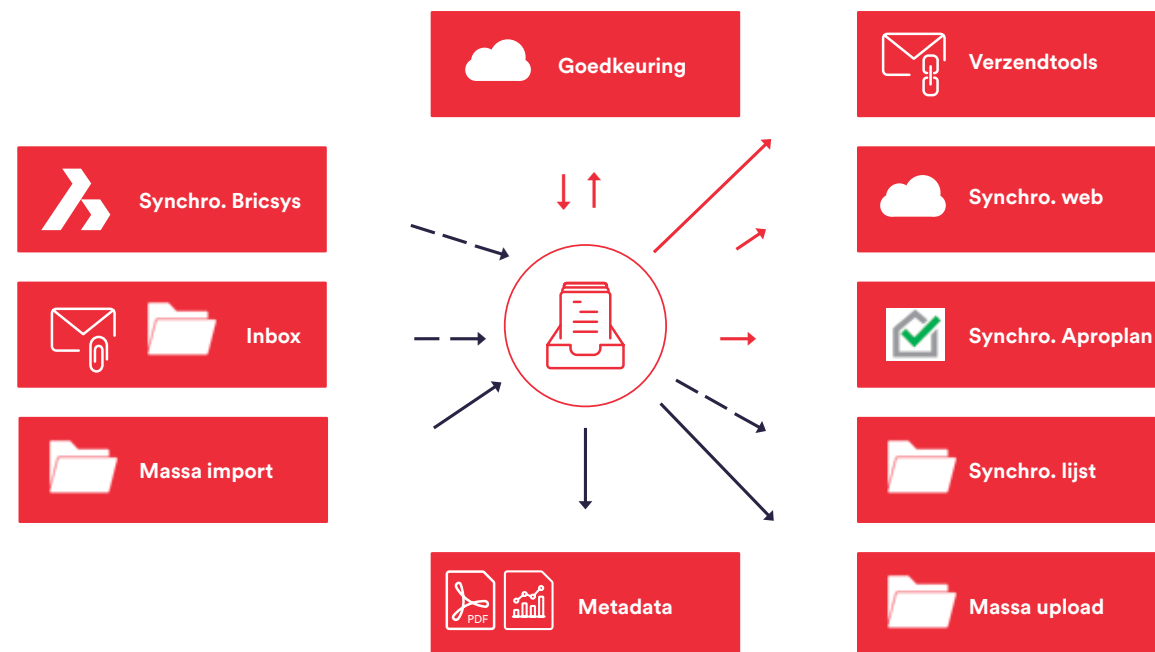 Goedkeuring
Verzendtools
Synchro. Bricsys
Synchro. web
Inbox
Synchro. Aproplan
Massa import
Synchro. lijst
PDF
Metadata
Massa upload